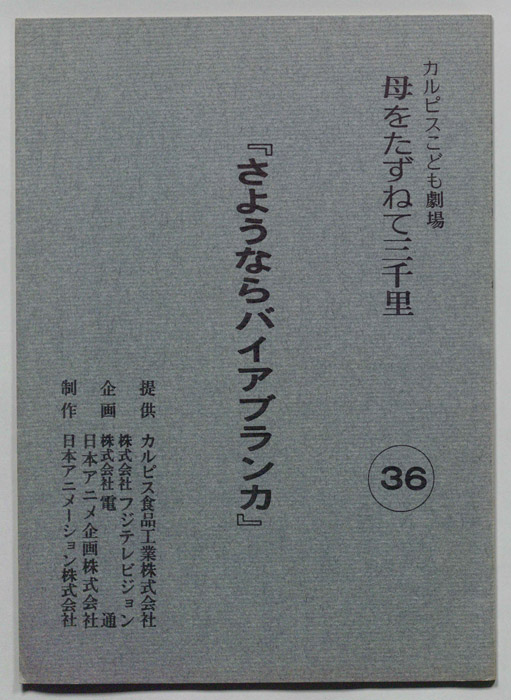 カルピスこども劇場
母をたずねて三千里
36
『さようならバイアブランカ』
提供 カルピス食品工業株式会社
企画 株式会社フジテレビジョン
株式会社電通
日本アニメ企画株式会社
制作 日本アニメーション株式会社